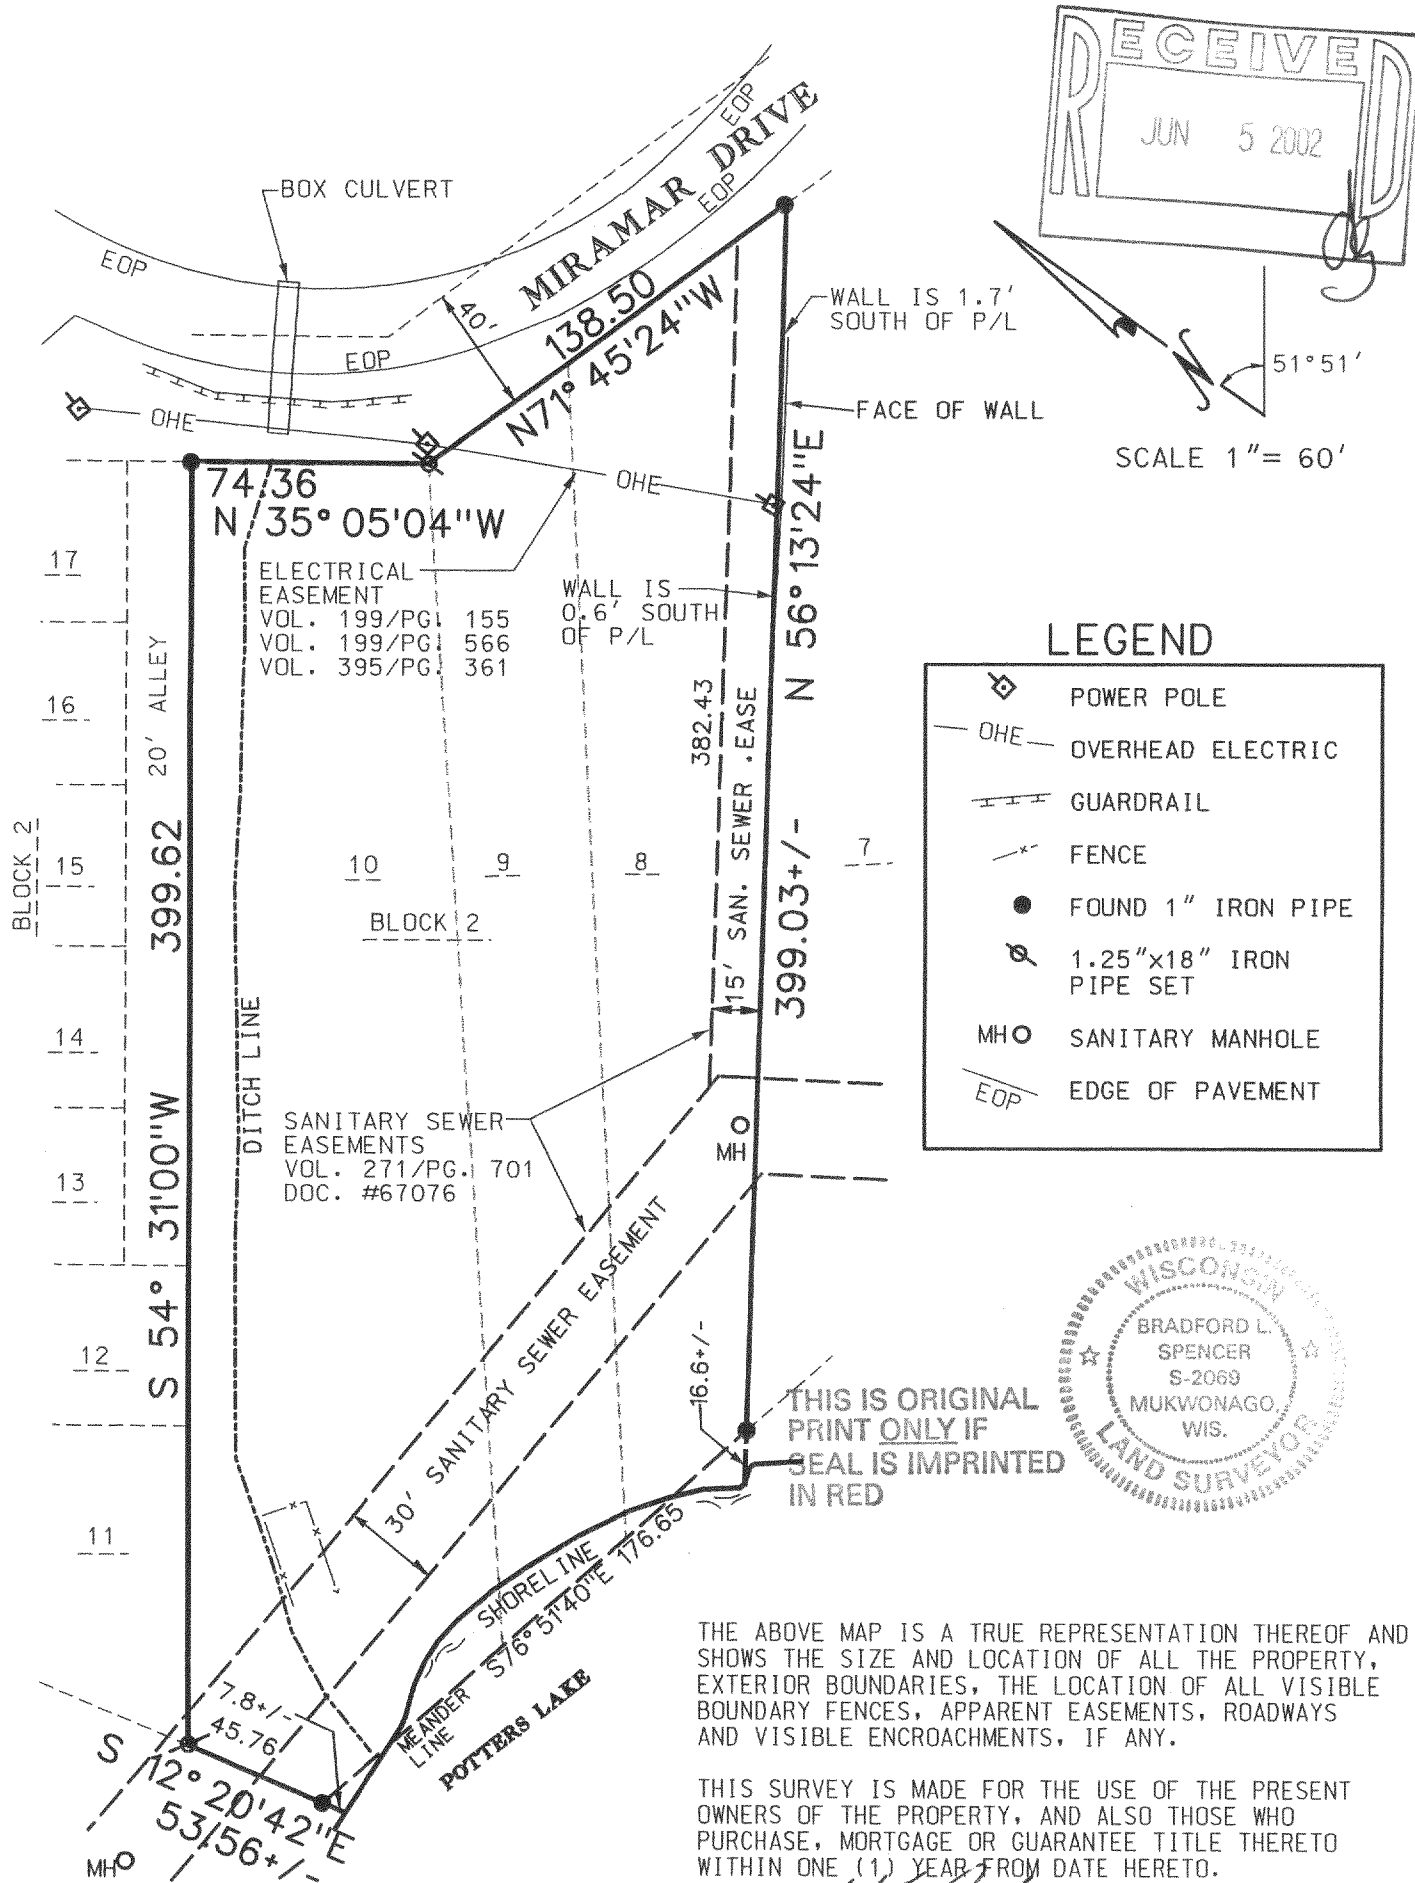 RECEIVED
JUN 5 2002
BOX CULVERT
EOP
EOP
EOP
EOP
MIRAMAR DRIVE
40'
138.50
N71° 45'24"W
WALL IS 1.7'
SOUTH OF P/L
FACE OF WALL
N
51°51'
SCALE 1"= 60'
OHE
OHE
74.36
N 35° 05'04"W
ELECTRICAL
EASEMENT
VOL. 199/PG. 155
VOL. 199/PG. 566
VOL. 395/PG. 361
WALL IS
0.6' SOUTH
OF P/L
N 56° 13'24"E
399.03+/-
382.43
15' SAN. SEWER .EASE
17
16
15
14
13
12
11
BLOCK 2
20' ALLEY
399.62
S 54° 31'00"W
DITCH LINE
10
9
8
7
BLOCK 2
LEGEND
POWER POLE
OHE OVERHEAD ELECTRIC
GUARDRAIL
FENCE
FOUND 1" IRON PIPE
1.25"x18" IRON
PIPE SET
MH SANITARY MANHOLE
EOP EDGE OF PAVEMENT
SANITARY SEWER
EASEMENTS
VOL. 271/PG. 701
DOC. #67076
MH
30' SANITARY SEWER EASEMENT
16.6+/-
THIS IS ORIGINAL
PRINT ONLY IF
SEAL IS IMPRINTED
IN RED
WISCONSIN
BRADFORD L.
SPENCER
S-2069
MUKWONAGO,
WIS.
LAND SURVEYOR
SHORELINE
S76° 51'40"E 176.65
MEANDER
LINE
POTTERS LAKE
7.8+/-
45.76
S 12° 20'42"E
53.56+/-
MH
THE ABOVE MAP IS A TRUE REPRESENTATION THEREOF AND
SHOWS THE SIZE AND LOCATION OF ALL THE PROPERTY,
EXTERIOR BOUNDARIES, THE LOCATION OF ALL VISIBLE
BOUNDARY FENCES, APPARENT EASEMENTS, ROADWAYS
AND VISIBLE ENCROACHMENTS, IF ANY.
THIS SURVEY IS MADE FOR THE USE OF THE PRESENT
OWNERS OF THE PROPERTY, AND ALSO THOSE WHO
PURCHASE, MORTGAGE OR GUARANTEE TITLE THERETO
WITHIN ONE (1) YEAR FROM DATE HERETO.